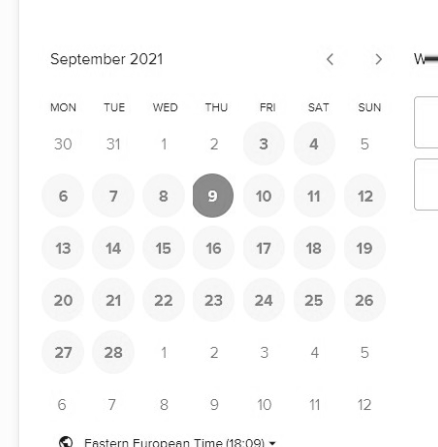 September 2021 < >
MON TUE WED THU FRI SAT SUN
30 31 1 2 3 4 5
6 7 8 9 10 11 12
13 14 15 16 17 18 19
20 21 22 23 24 25 26
27 28 1 2 3 4 5
6 7 8 9 10 11 12
Eastern European Time (18:09)